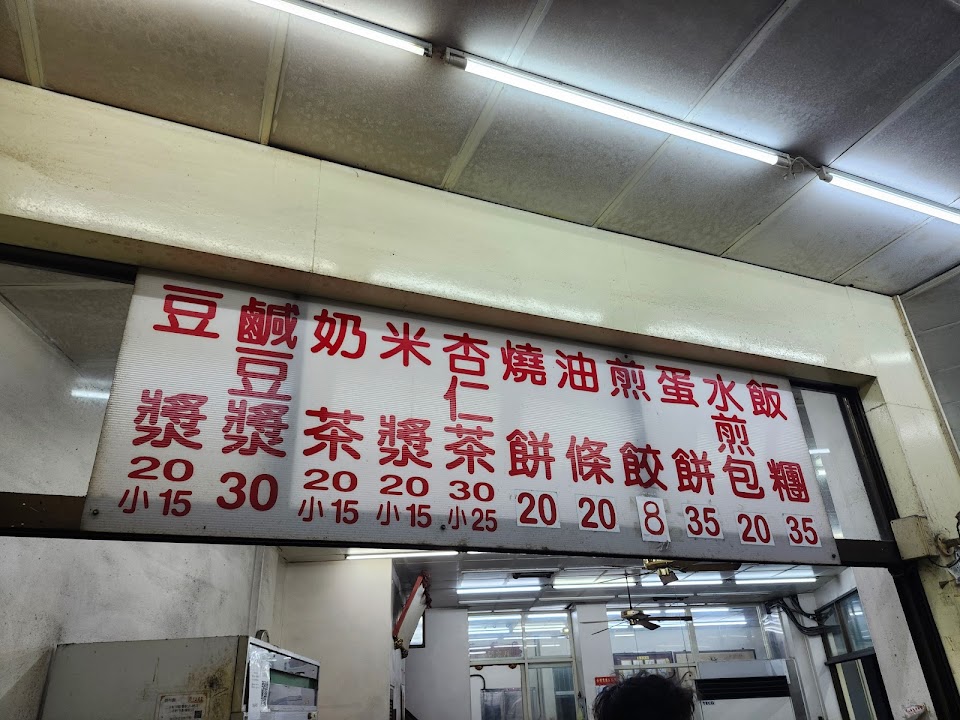 豆漿 20 小15
鹹豆漿 30
奶茶 20 小15
米漿 20 小15
杏仁茶 30 小25
燒餅 20
油條 20
煎餃 8
蛋餅 35
水煎包 20
飯糰 35